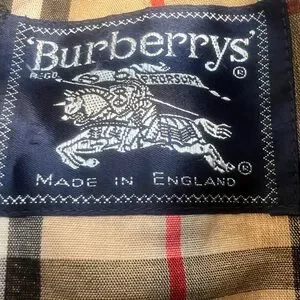 'Burberrys'
REGD
PRORSUM
®
®
MADE IN ENGLAND